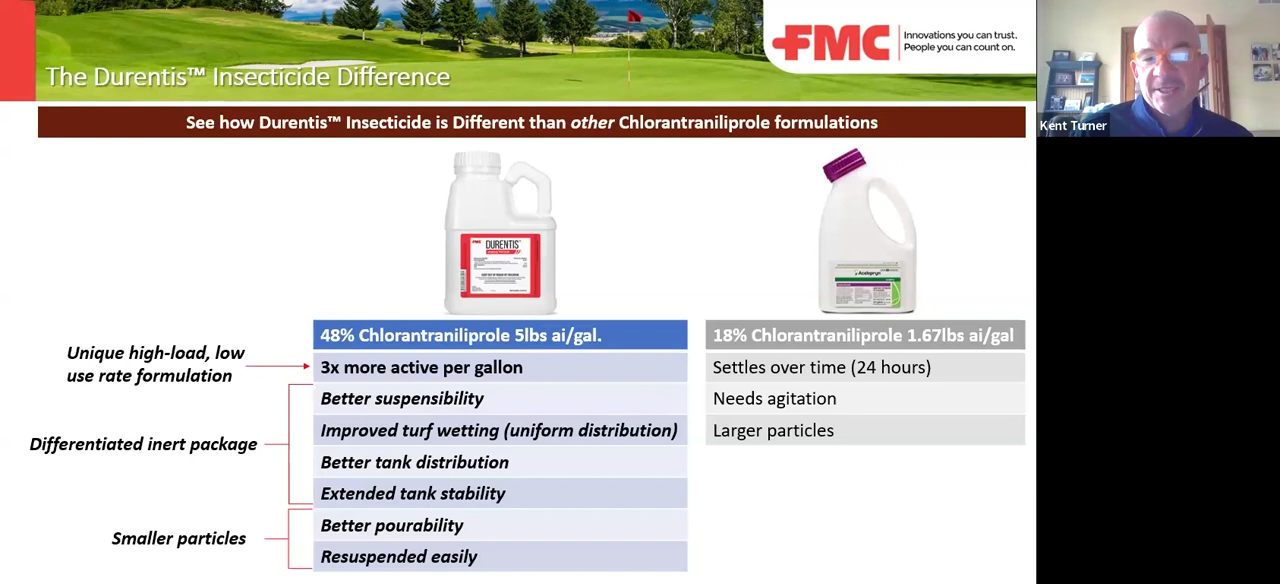 The Durentis™ Insecticide Difference
FMC
Innovations you can trust.
People you can count on.
Kent Turner
See how Durentis™ Insecticide is Different than other Chlorantraniliprole formulations
FMC
DURENTIS™
Acelepryn
48% Chlorantraniliprole 5lbs ai/gal.
18% Chlorantraniliprole 1.67lbs ai/gal
Unique high-load, low
use rate formulation
3x more active per gallon
Settles over time (24 hours)
Better suspensibility
Needs agitation
Differentiated inert package
Improved turf wetting (uniform distribution)
Larger particles
Better tank distribution
Extended tank stability
Smaller particles
Better pourability
Resuspended easily